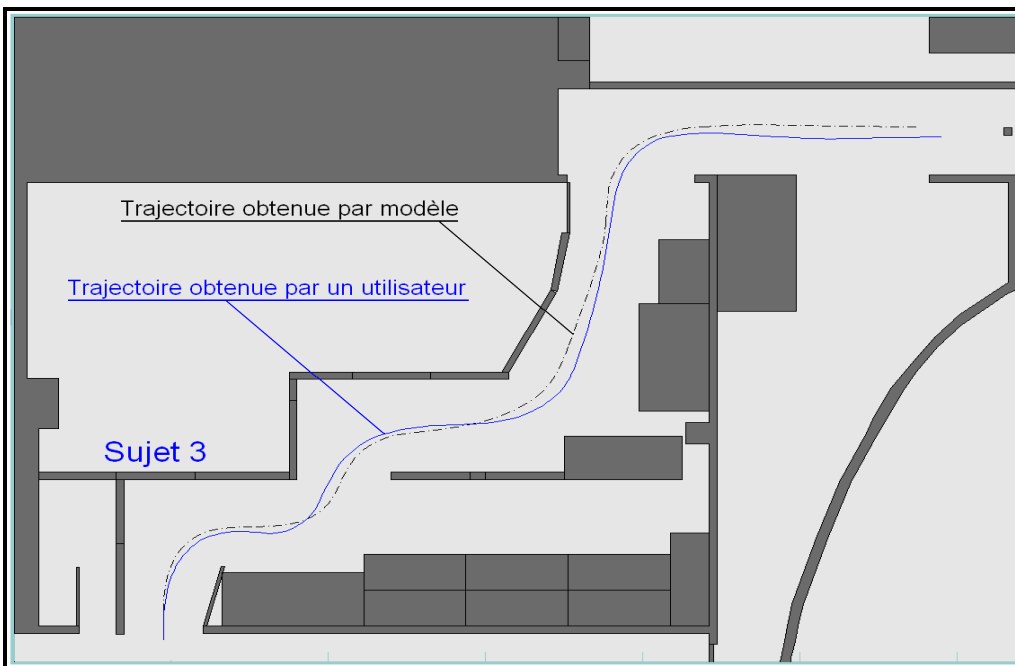 Trajectoire obtenue par modèle
Trajectoire obtenue par un utilisateur
Sujet 3